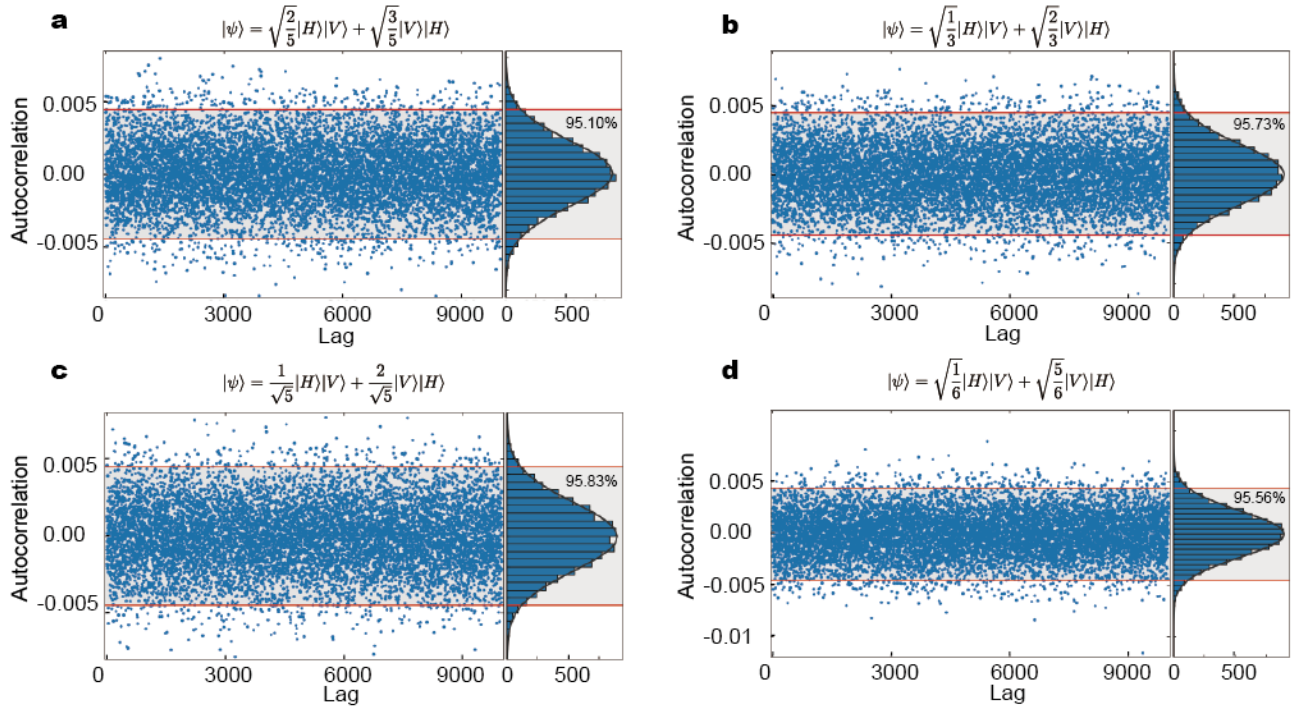 a
|ψ⟩ = √(2/5)|H⟩|V⟩ + √(3/5)|V⟩|H⟩
Autocorrelation
0.005
0.00
-0.005
95.10%
0 3000 6000 9000 0 500
Lag
b
|ψ⟩ = √(1/3)|H⟩|V⟩ + √(2/3)|V⟩|H⟩
Autocorrelation
0.005
0.00
-0.005
95.73%
0 3000 6000 9000 0 500
Lag
c
|ψ⟩ = 1/√5|H⟩|V⟩ + 2/√5|V⟩|H⟩
Autocorrelation
0.005
0.00
-0.005
95.83%
0 3000 6000 9000 0 500
Lag
d
|ψ⟩ = √(1/6)|H⟩|V⟩ + √(5/6)|V⟩|H⟩
Autocorrelation
0.005
0.00
-0.005
-0.01
95.56%
0 3000 6000 9000 0 500
Lag